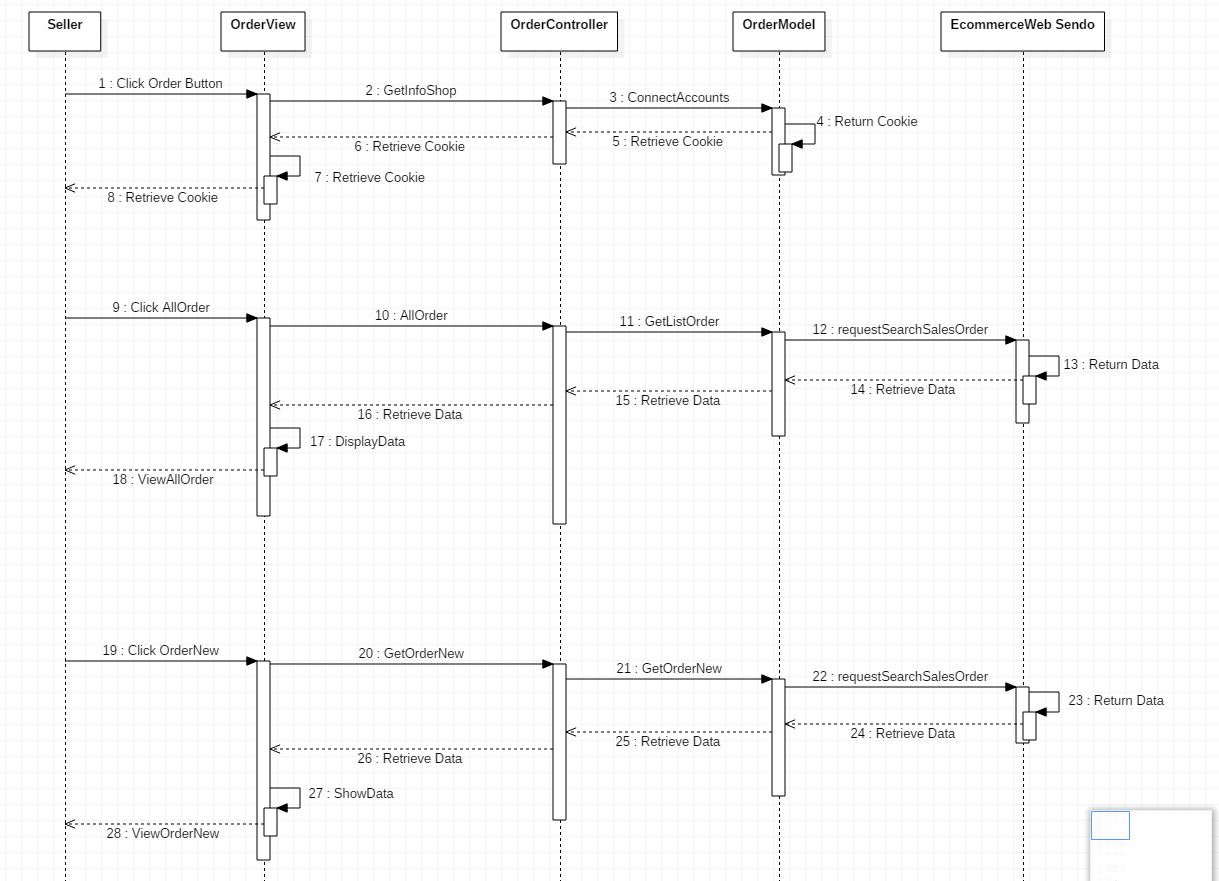 Seller
OrderView
OrderController
OrderModel
EcommerceWeb Sendo
1 : Click Order Button
2 : GetInfoShop
3 : ConnectAccounts
4 : Return Cookie
5 : Retrieve Cookie
6 : Retrieve Cookie
7 : Retrieve Cookie
8 : Retrieve Cookie
9 : Click AllOrder
10 : AllOrder
11 : GetListOrder
12 : requestSearchSalesOrder
13 : Return Data
14 : Retrieve Data
15 : Retrieve Data
16 : Retrieve Data
17 : DisplayData
18 : ViewAllOrder
19 : Click OrderNew
20 : GetOrderNew
21 : GetOrderNew
22 : requestSearchSalesOrder
23 : Return Data
24 : Retrieve Data
25 : Retrieve Data
26 : Retrieve Data
27 : ShowData
28 : ViewOrderNew